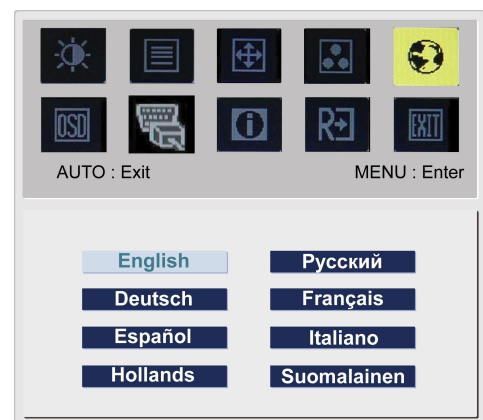 OSD
R
EXIT
AUTO : Exit MENU : Enter
English Русский
Deutsch Français
Español Italiano
Hollands Suomalainen